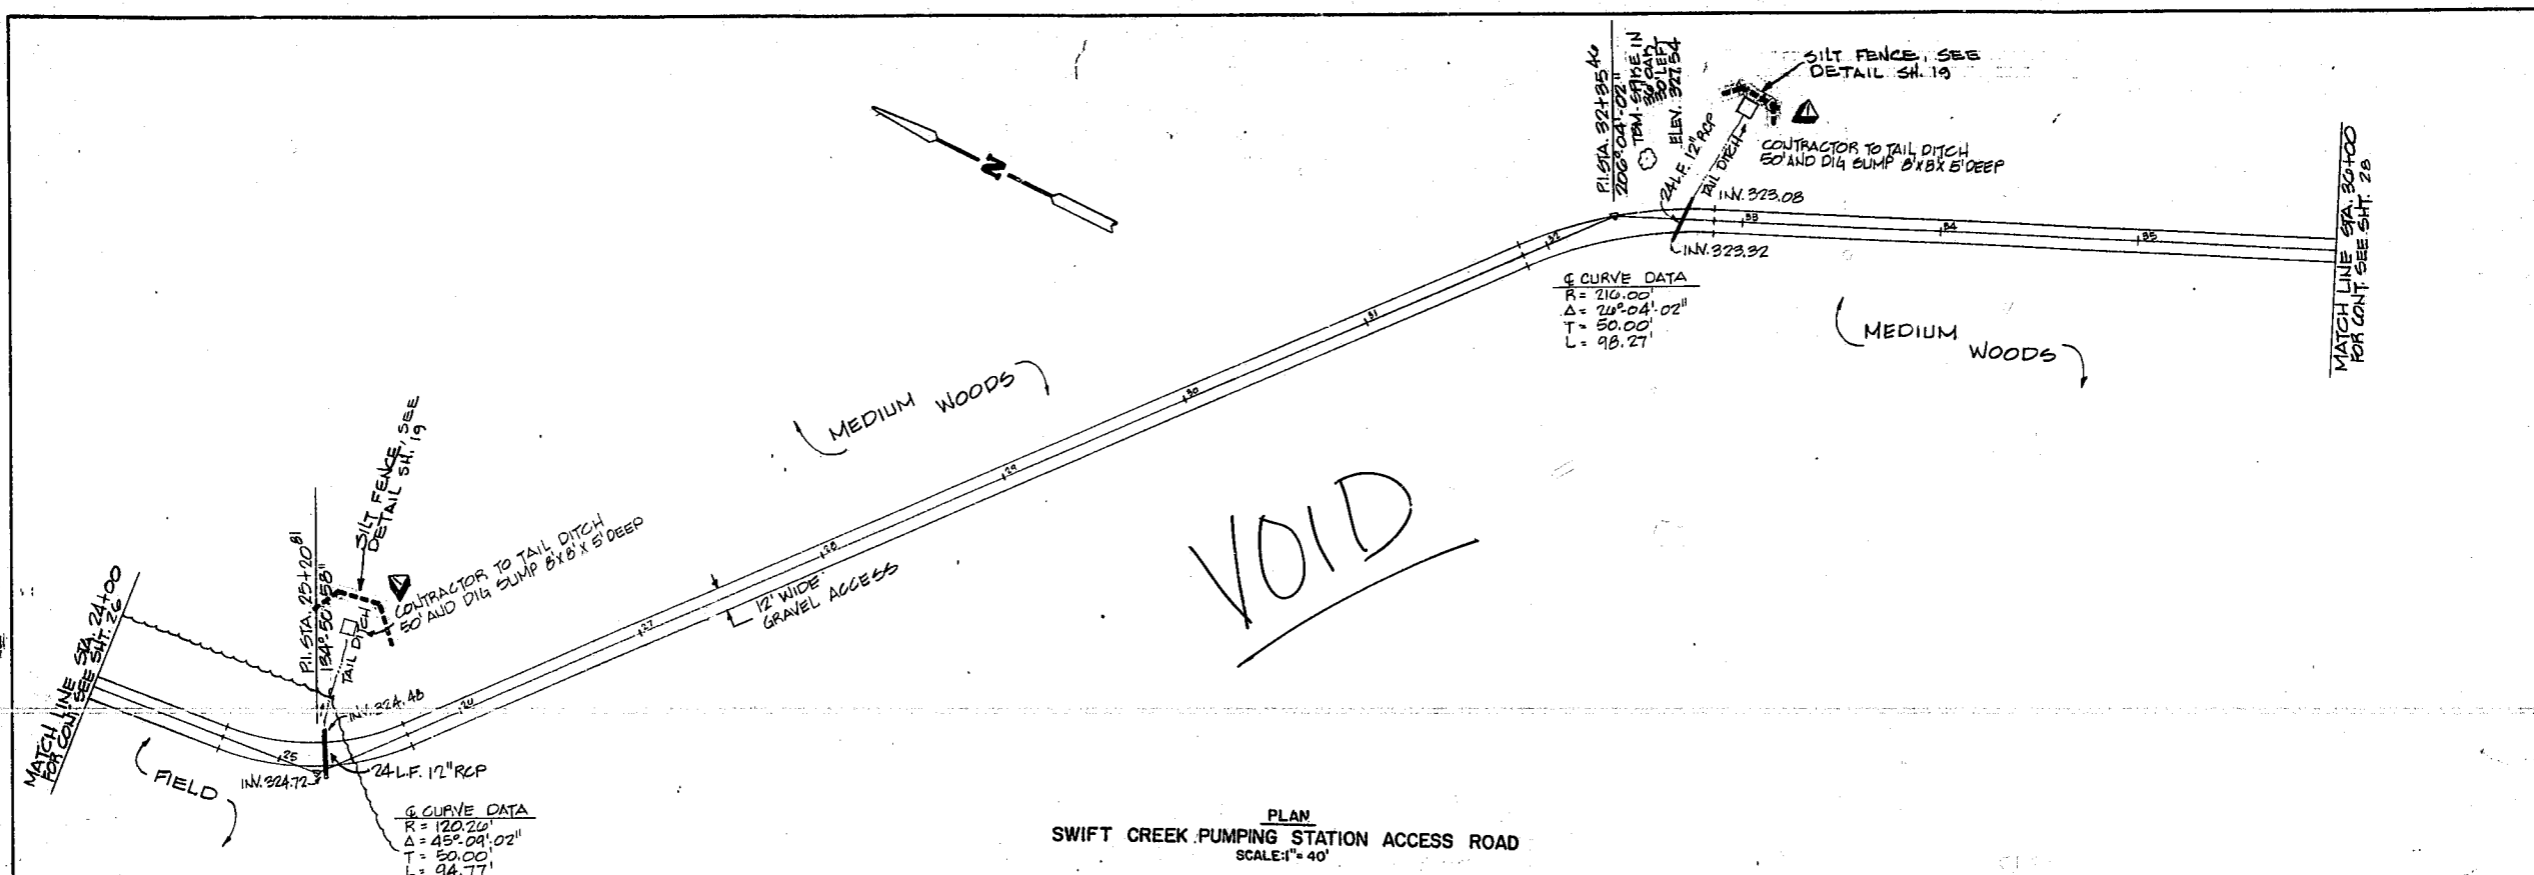 P.I. STA. 32+35⁴⁶
206°-04'-02"
TBM-SPIKE IN
36" OAK
30' LEFT
ELEV. 327.54
SILT FENCE, SEE
DETAIL SH. 19
24 L.F. 12" RCP
TAIL DITCH
CONTRACTOR TO TAIL DITCH
50' AND DIG SUMP 8'X8'X 5' DEEP
INV. 323.08
INV. 323.32
33
34
35
MATCH LINE STA. 36+00
FOR CONT. SEE SHT. 28
N
℄ CURVE DATA
R = 216.00'
Δ = 26°-04'-02"
T = 50.00'
L = 98.27'
MEDIUM WOODS
32
31
30
29
28
27
26
25
MEDIUM WOODS
SILT FENCE, SEE
DETAIL SH. 19
P.I. STA. 25+20⁸¹
134°-50'-58"
TAIL DITCH
CONTRACTOR TO TAIL DITCH
50' AND DIG SUMP 8'X8'X 5' DEEP
12' WIDE
GRAVEL ACCESS
VOID
MATCH LINE STA. 24+00
FOR CONT. SEE SHT. 26
INV. 324.48
INV. 324.72
24 L.F. 12" RCP
FIELD
℄ CURVE DATA
R = 120.26'
Δ = 45°-09'-02"
T = 50.00'
L = 94.77'
PLAN
SWIFT CREEK PUMPING STATION ACCESS ROAD
SCALE: 1" = 40'